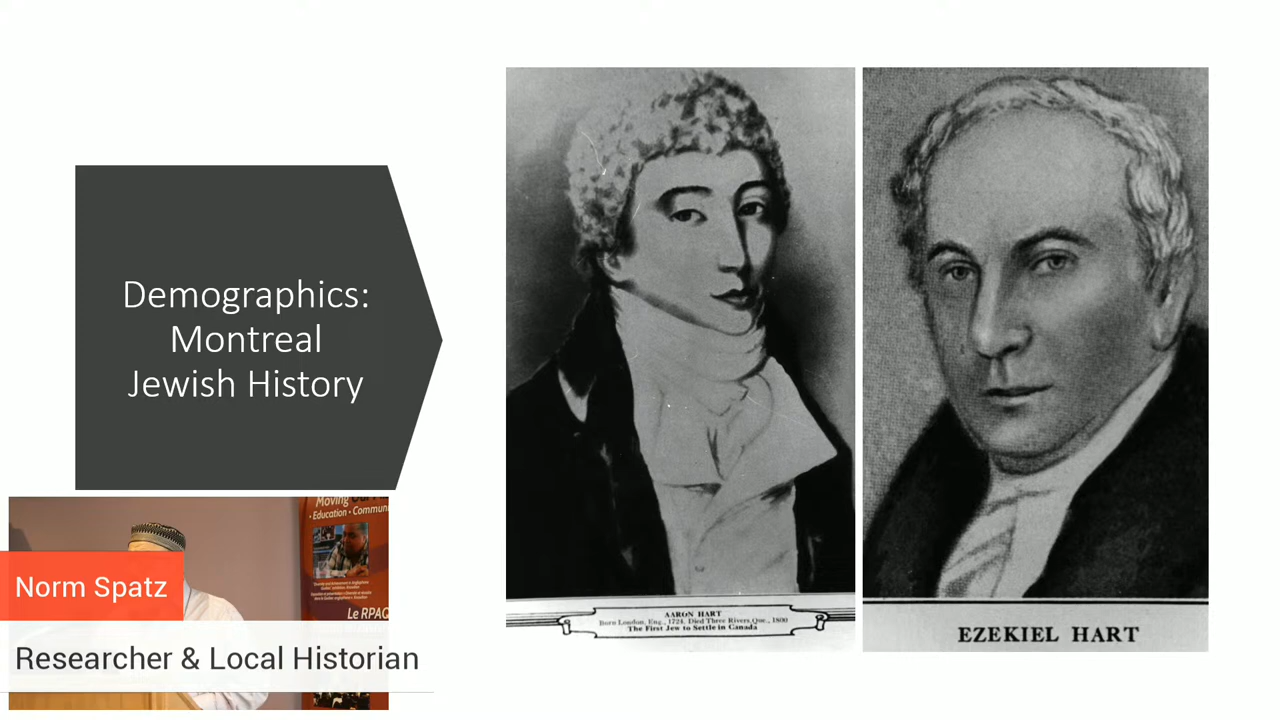 Demographics:
Montreal
Jewish History
AARON HART
Born London, Eng., 1724. Died Three Rivers, Que., 1800
The First Jew to Settle in Canada
EZEKIEL HART
Moving
• Education •
Le RPAQ
Norm Spatz
Researcher & Local Historian